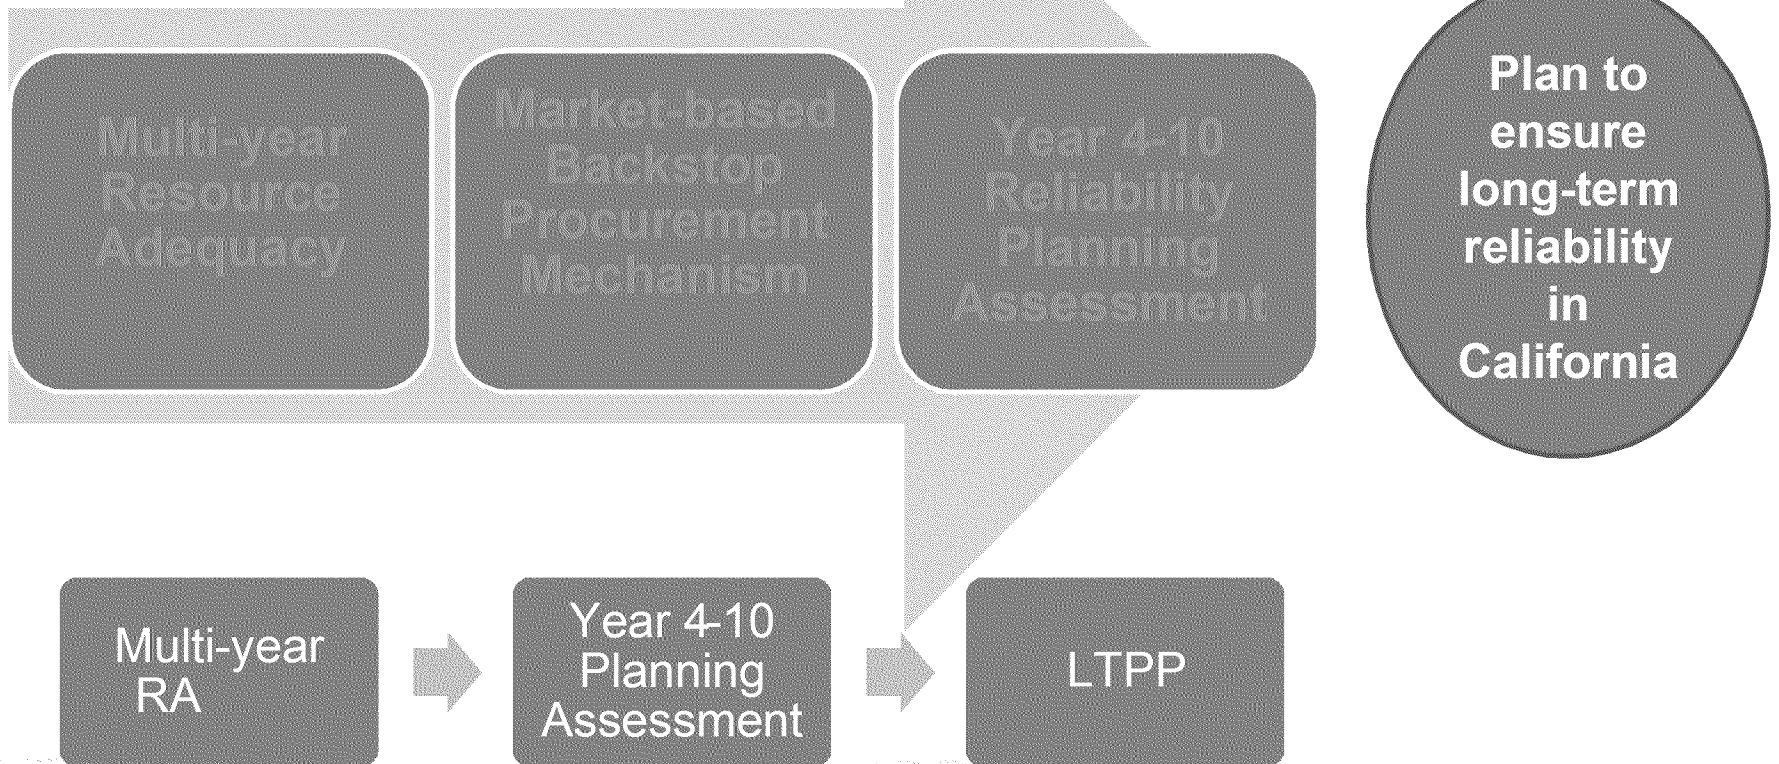 Multi-year
Resource
Adequacy
Market-based
Backstop
Procurement
Mechanism
Year 4-10
Reliability
Planning
Assessment
Plan to
ensure
long-term
reliability
in
California
Multi-year
RA
Year 4-10
Planning
Assessment
LTPP